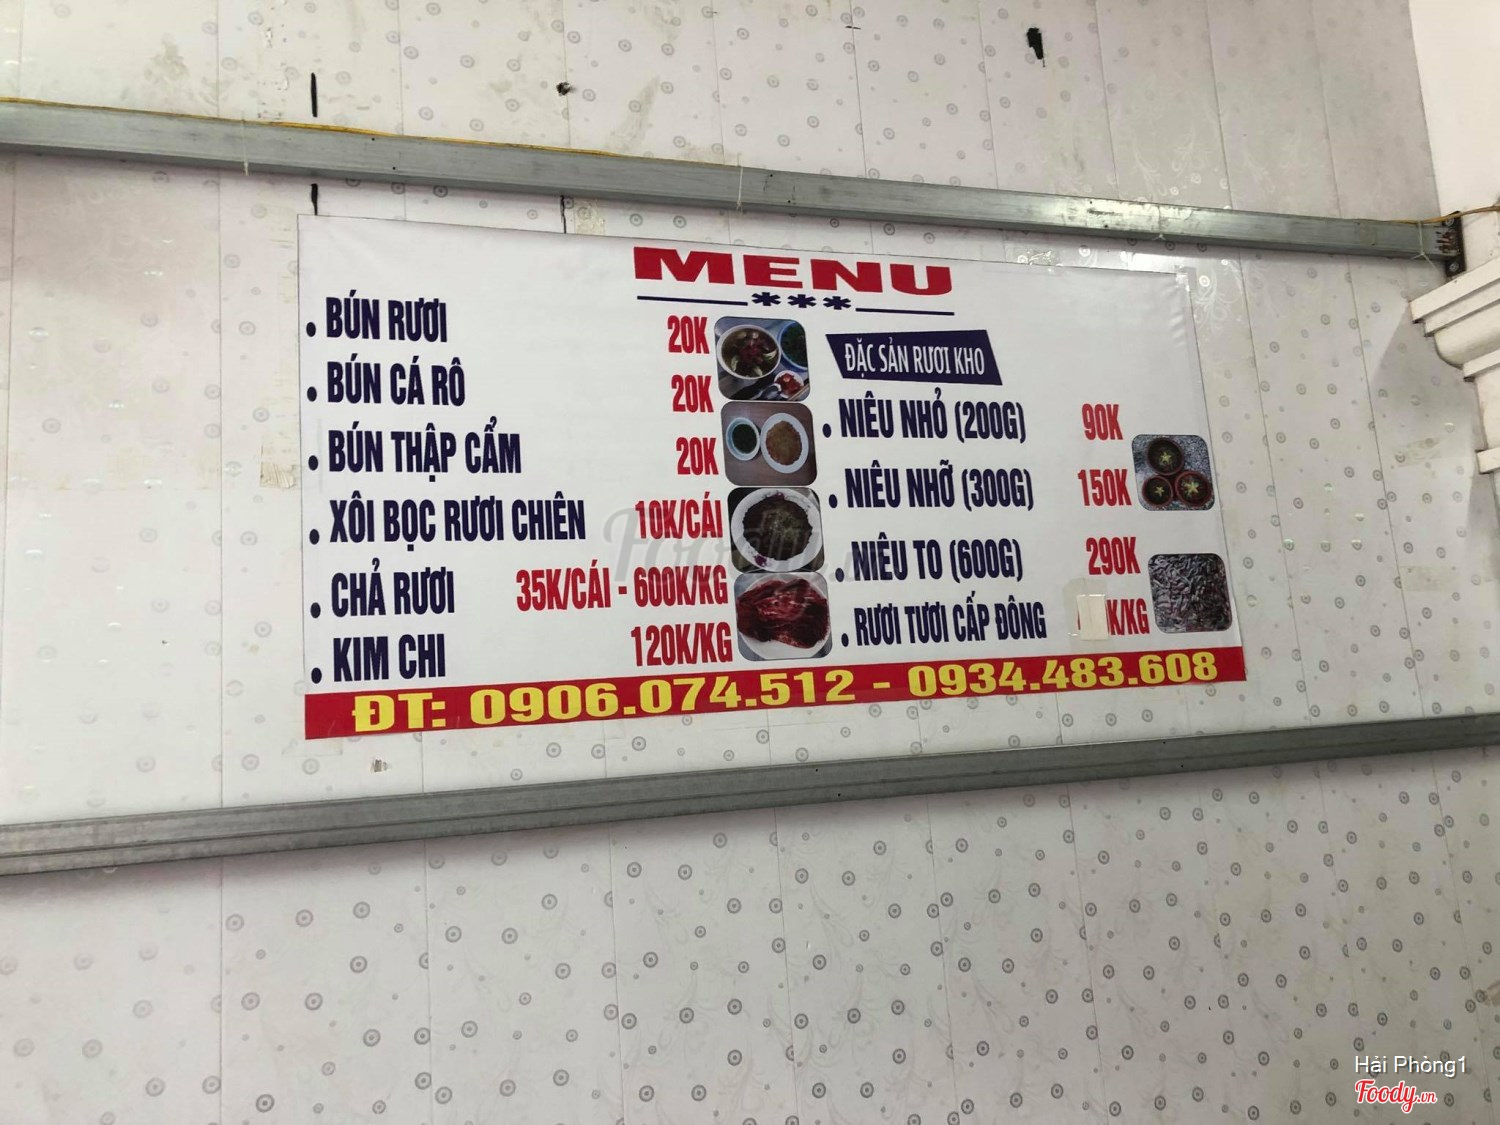 MENU
***
BÚN RƯƠI 20K
BÚN CÁ RÔ 20K
BÚN THẬP CẨM 20K
XÔI BỌC RƯƠI CHIÊN 10K/CÁI
CHẢ RƯƠI 35K/CÁI - 600K/KG
KIM CHI 120K/KG
ĐẶC SẢN RƯƠI KHO
NIÊU NHỎ (200G) 90K
NIÊU NHỠ (300G) 150K
NIÊU TO (600G) 290K
RƯƠI TƯƠI CẤP ĐÔNG K/KG
ĐT: 0906.074.512 - 0934.483.608
Foody.vn
Hải Phòng1
Foody.vn